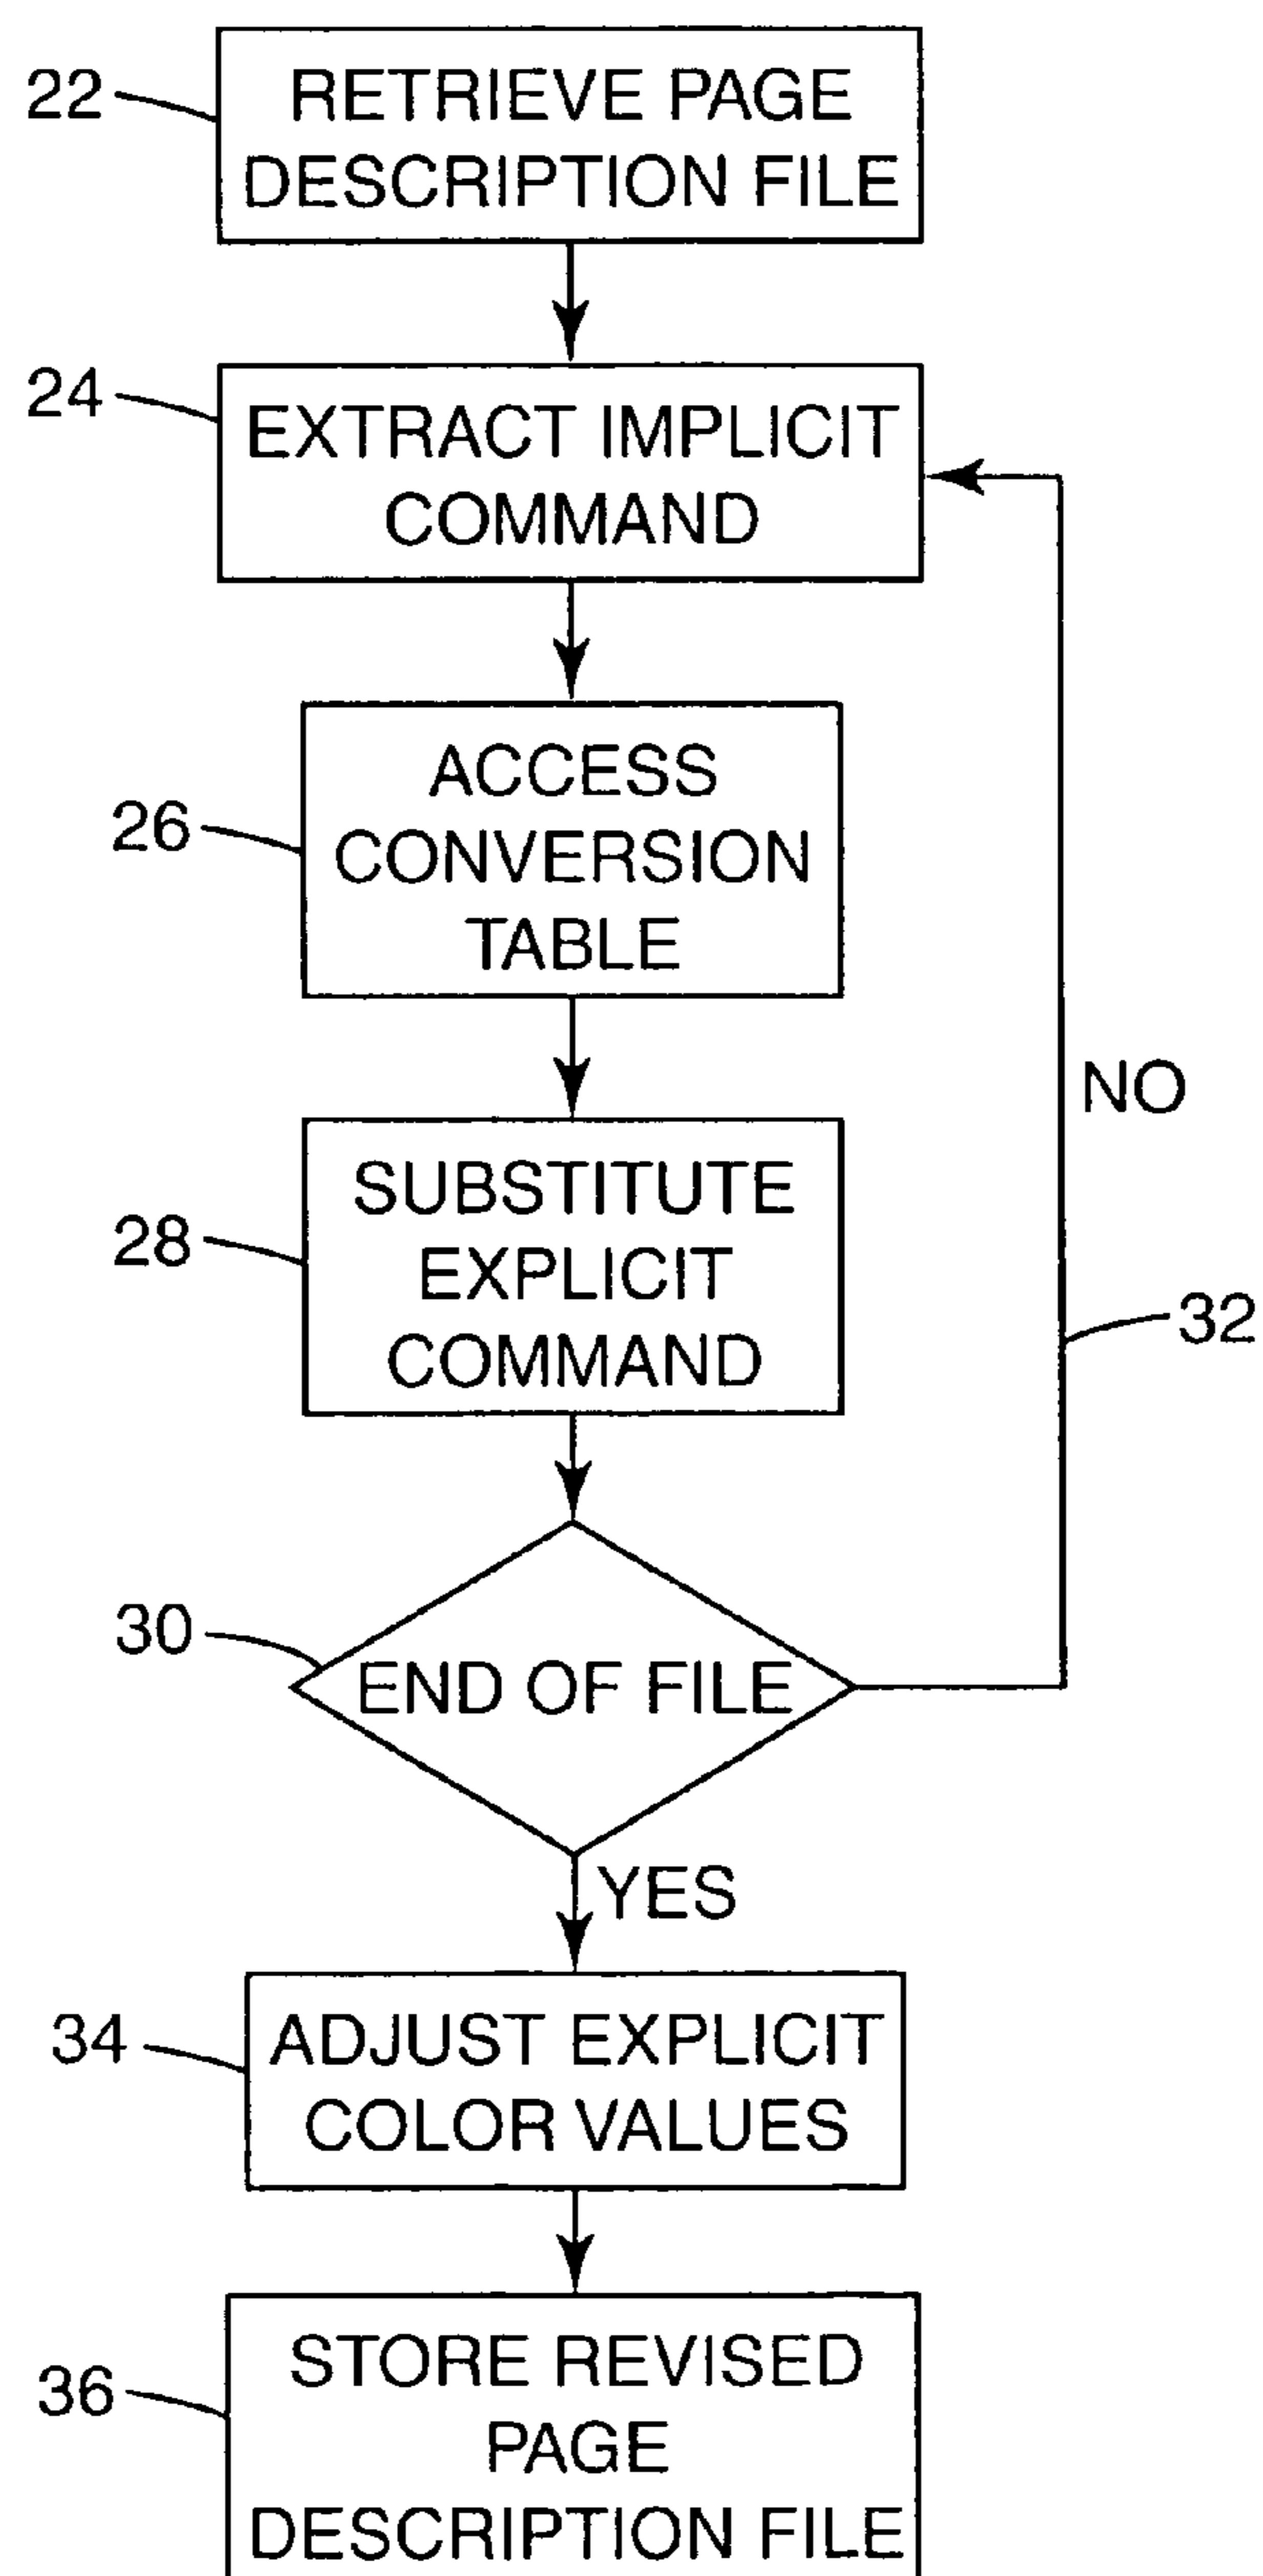 22
RETRIEVE PAGE
DESCRIPTION FILE
24
EXTRACT IMPLICIT
COMMAND
26
ACCESS
CONVERSION
TABLE
NO
28
SUBSTITUTE
EXPLICIT
COMMAND
32
30
END OF FILE
YES
34
ADJUST EXPLICIT
COLOR VALUES
36
STORE REVISED
PAGE
DESCRIPTION FILE